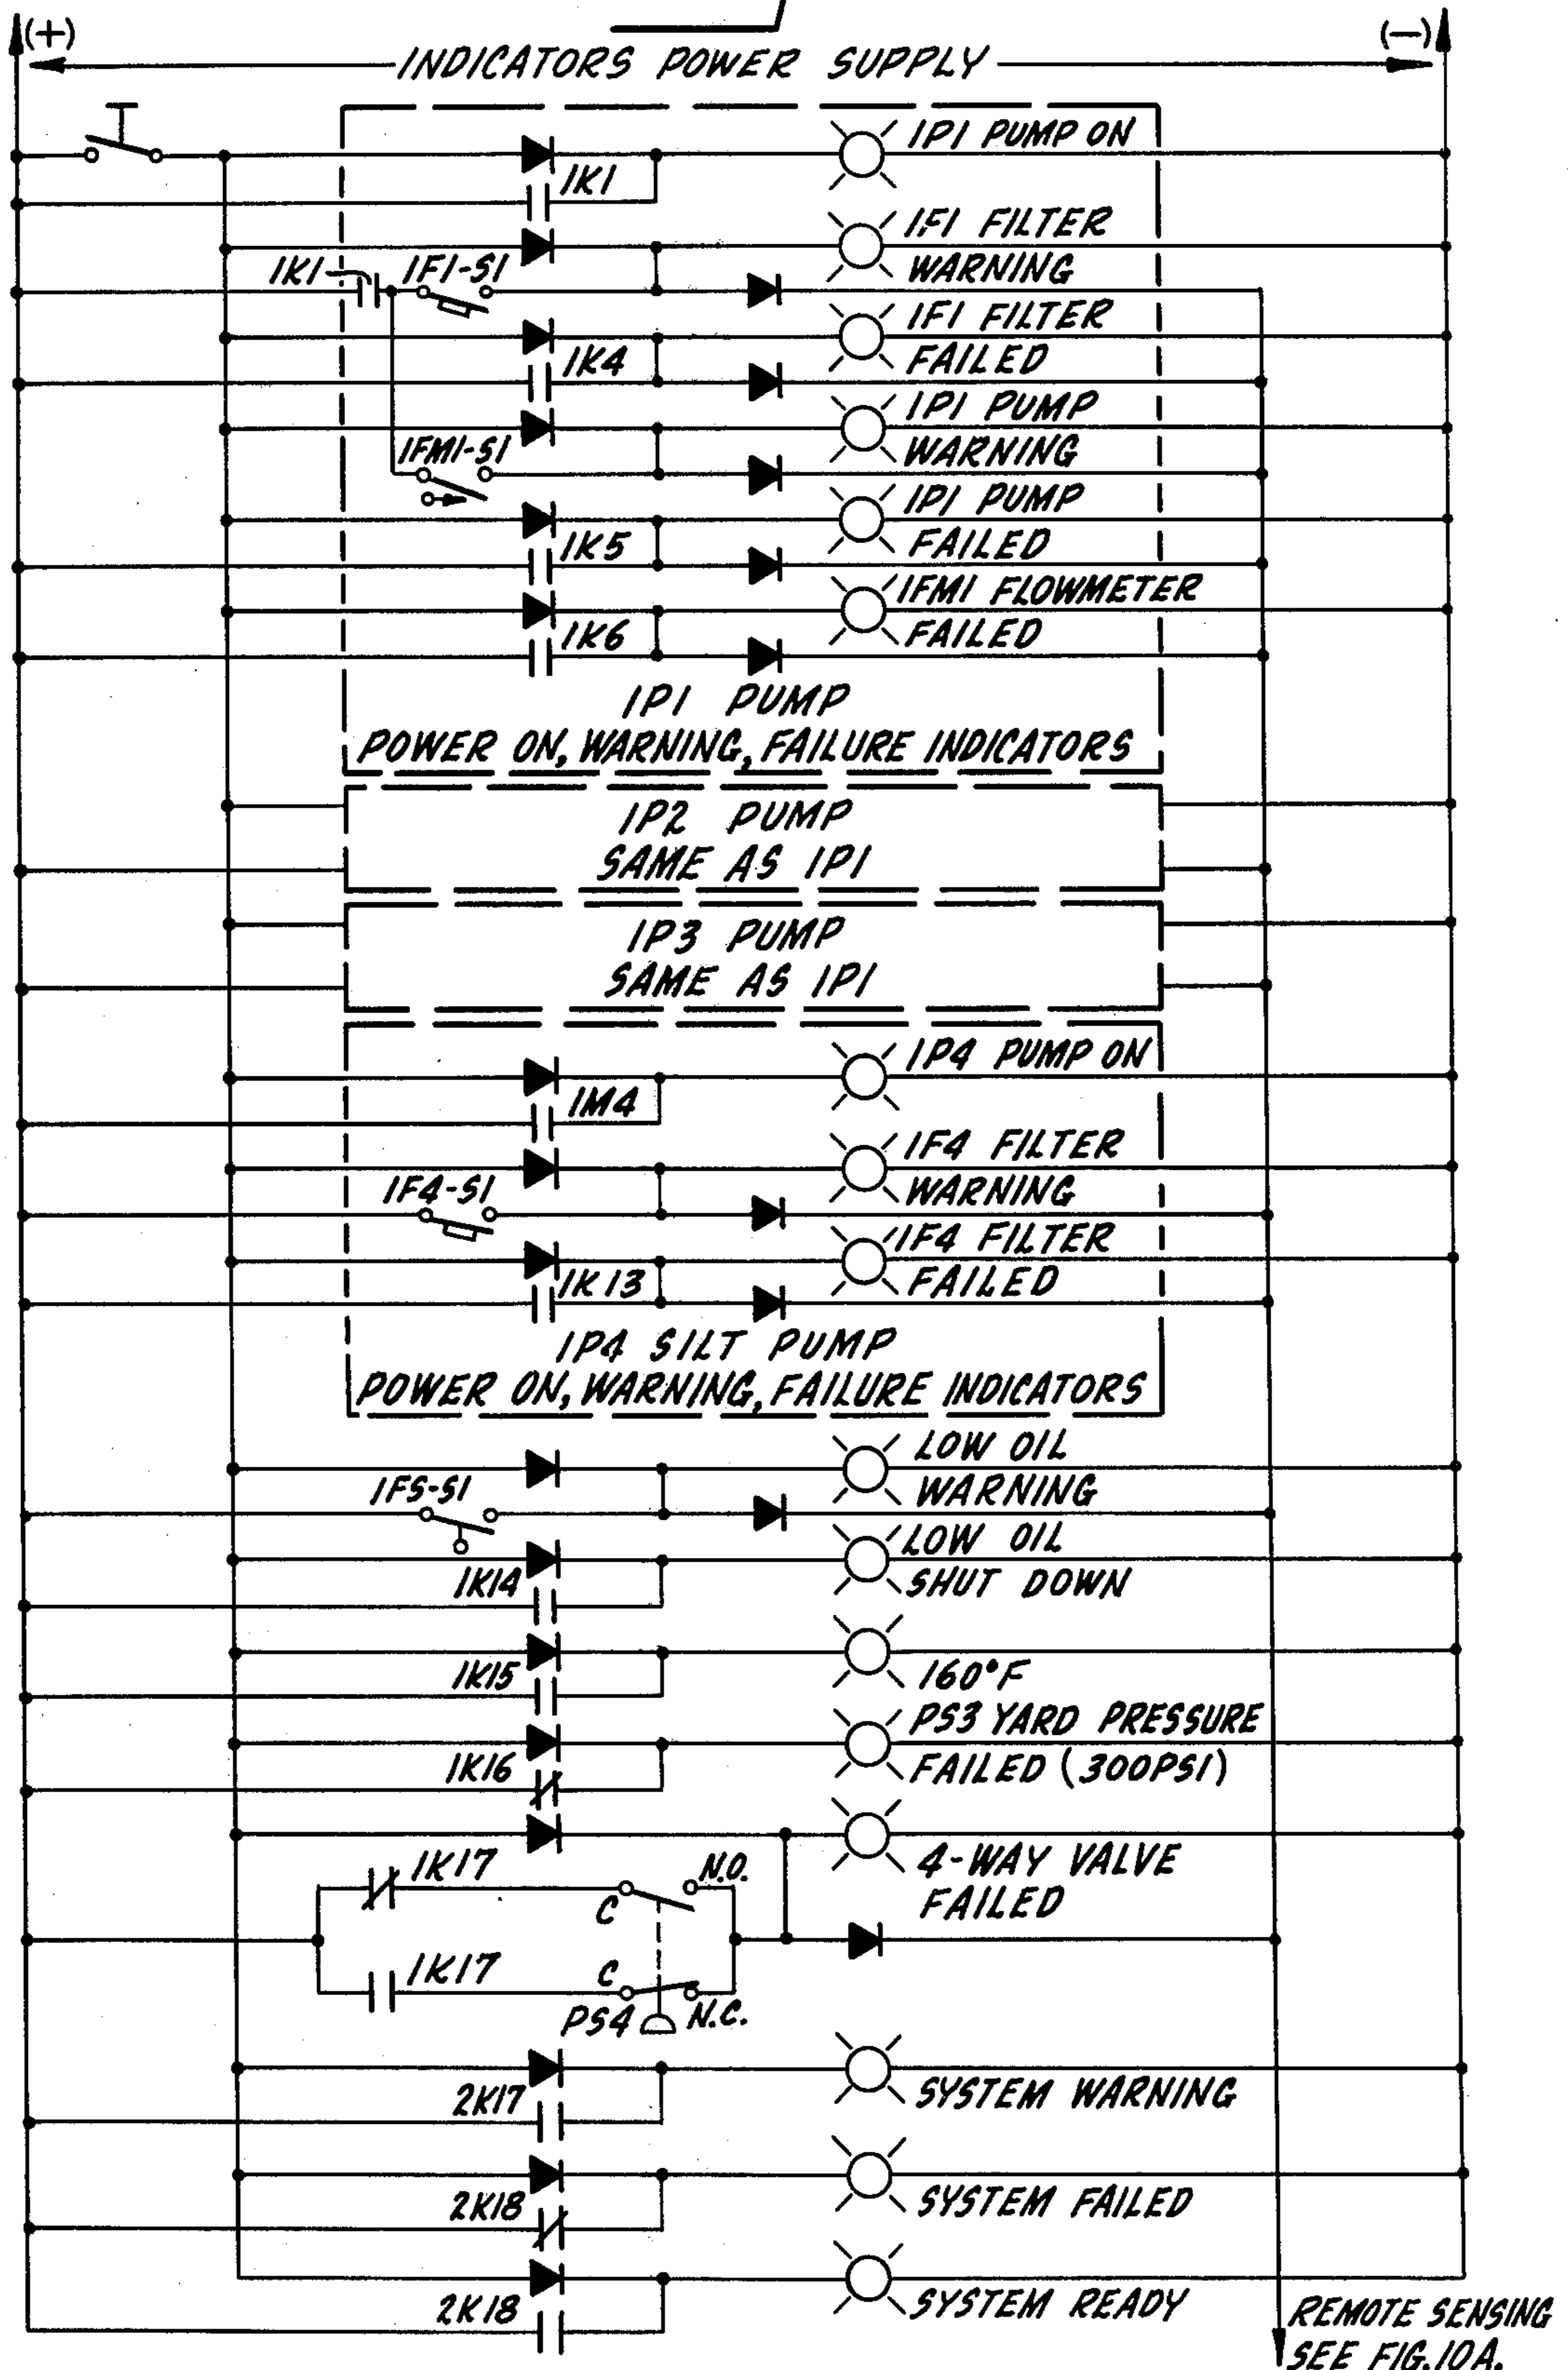 (+)
(—)
INDICATORS POWER SUPPLY
1P1 PUMP ON
1K1
1F1 FILTER
WARNING
1K1
1F1-S1
1F1 FILTER
FAILED
1K4
1P1 PUMP
WARNING
1FM1-S1
1P1 PUMP
FAILED
1K5
1FM1 FLOWMETER
FAILED
1K6
1P1 PUMP
POWER ON, WARNING, FAILURE INDICATORS
1P2 PUMP
SAME AS 1P1
1P3 PUMP
SAME AS 1P1
1P4 PUMP ON
1M4
1F4 FILTER
WARNING
1F4-S1
1F4 FILTER
FAILED
1K13
1P4 SILT PUMP
POWER ON, WARNING, FAILURE INDICATORS
LOW OIL
WARNING
1FS-S1
LOW OIL
SHUT DOWN
1K14
1K15
160°F
PS3 YARD PRESSURE
FAILED (300PSI)
1K16
4-WAY VALVE
FAILED
1K17
C
N.O.
1K17
C
PS4
N.C.
SYSTEM WARNING
2K17
SYSTEM FAILED
2K18
SYSTEM READY
2K18
REMOTE SENSING
SEE FIG. 10A.